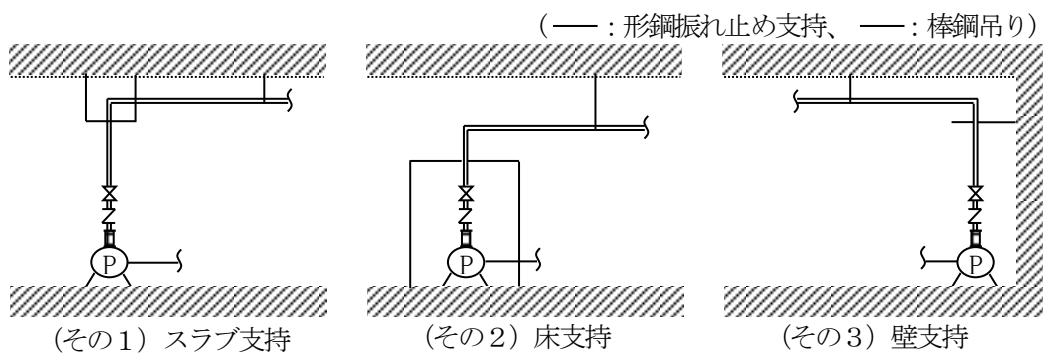 （ ── : 形鋼振れ止め支持、 ── : 棒鋼吊り）
P
P
P
（その１）スラブ支持
（その２）床支持
（その３）壁支持